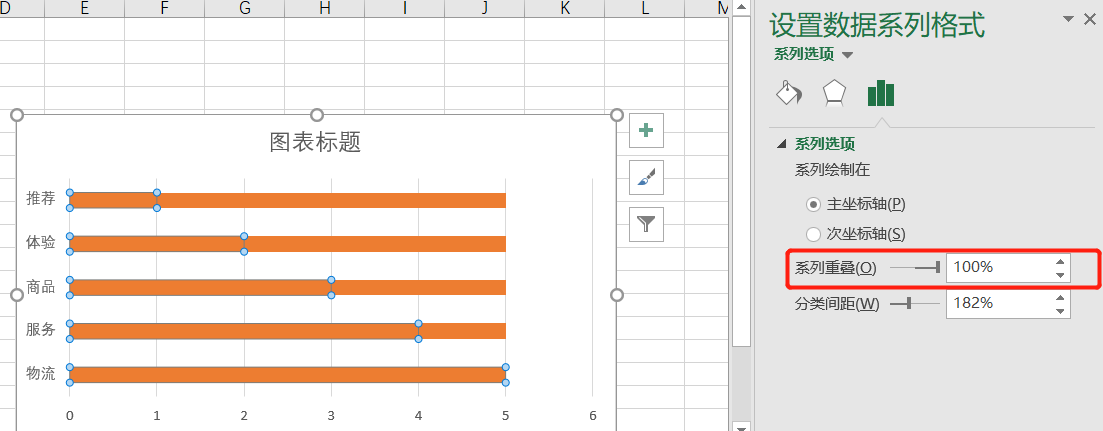 D E F G H I J K L M
设置数据系列格式
系列选项
系列选项
系列绘制在
主坐标轴(P)
次坐标轴(S)
系列重叠(O) 100%
分类间距(W) 182%
图表标题
推荐
体验
商品
服务
物流
0 1 2 3 4 5 6